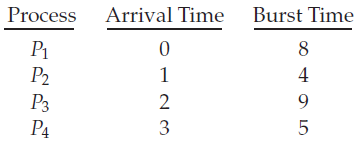 Process Arrival Time Burst Time
P1 0 8
P2 1 4
P3 2 9
P4 3 5